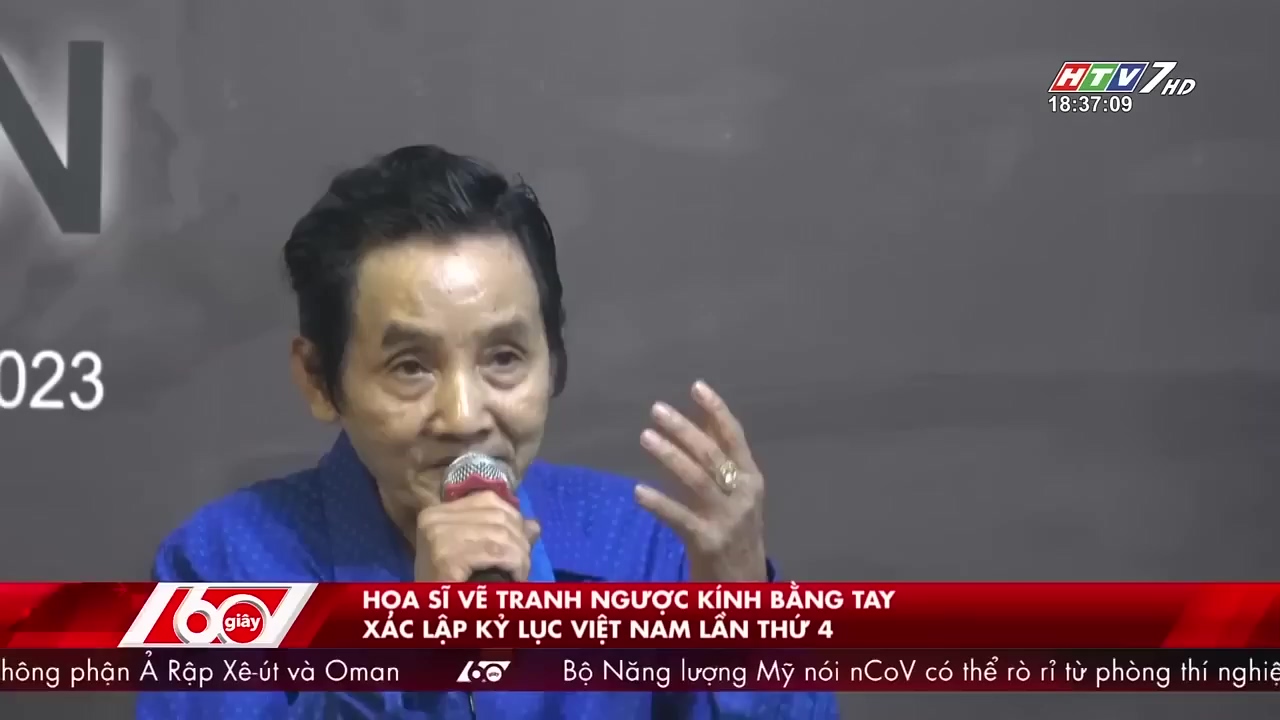 N
HTV7HD
18:37:09
023
60 giây
HỌA SĨ VẼ TRANH NGƯỢC KÍNH BẰNG TAY
XÁC LẬP KỶ LỤC VIỆT NAM LẦN THỨ 4
hông phận Ả Rập Xê-út và Oman 60 giây Bộ Năng lượng Mỹ nói nCoV có thể rò rỉ từ phòng thí nghiệ